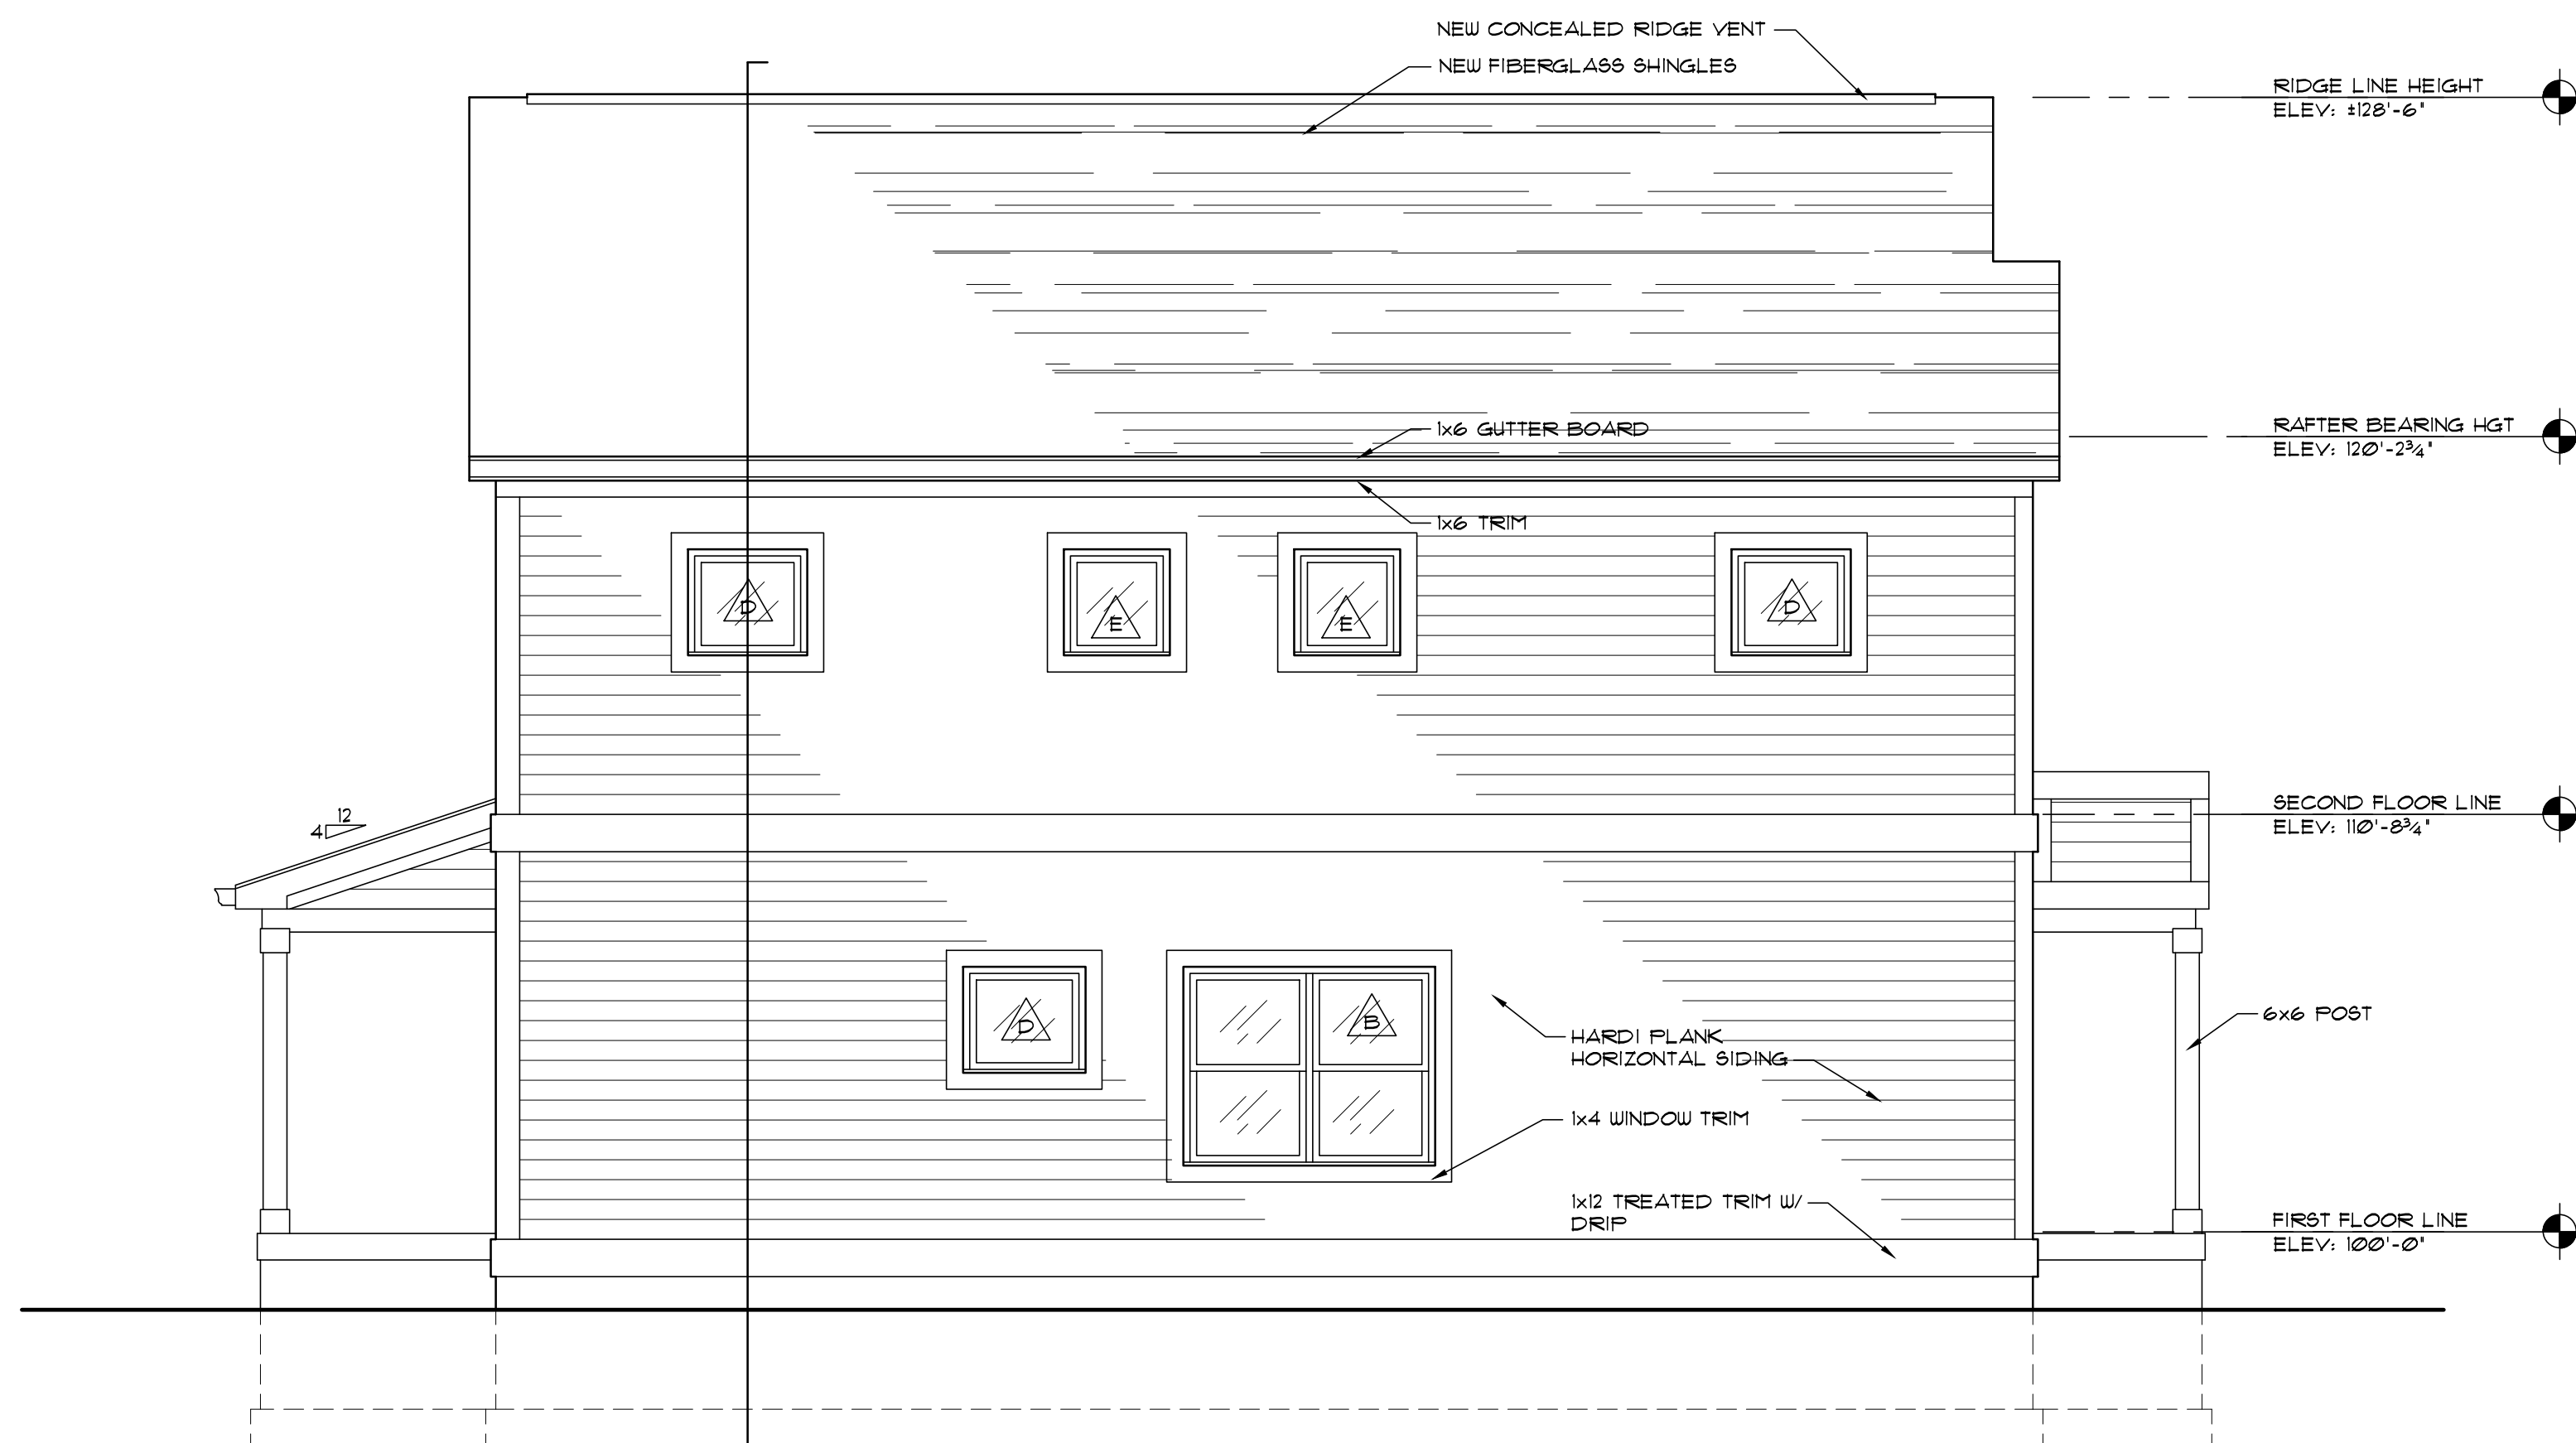 NEW CONCEALED RIDGE VENT
NEW FIBERGLASS SHINGLES
RIDGE LINE HEIGHT
ELEV: ±128'-6"
1x6 GUTTER BOARD
RAFTER BEARING HGT
ELEV: 120'-2¾"
1x6 TRIM
D
E
E
D
12
4
SECOND FLOOR LINE
ELEV: 110'-8¾"
D
B
6x6 POST
HARDI PLANK
HORIZONTAL SIDING
1x4 WINDOW TRIM
1x12 TREATED TRIM W/
DRIP
FIRST FLOOR LINE
ELEV: 100'-0"